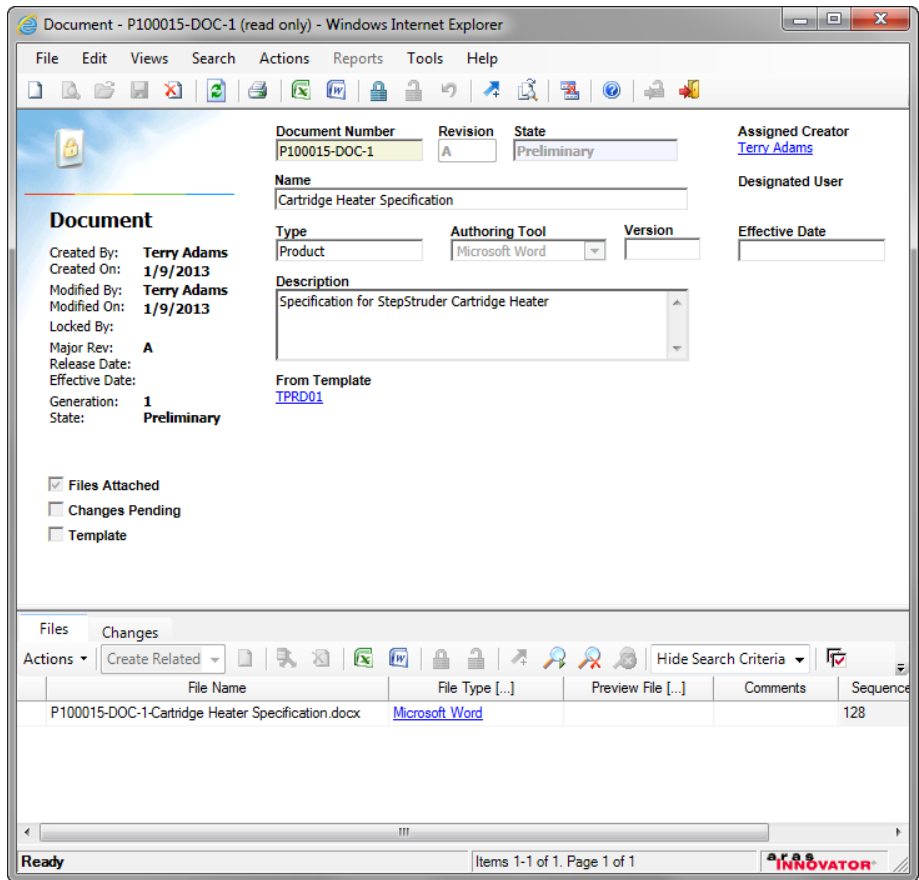 Document - P100015-DOC-1 (read only) - Windows Internet Explorer
File Edit Views Search Actions Reports Tools Help
Document Number Revision State Assigned Creator
P100015-DOC-1 A Preliminary Terry Adams
Name Designated User
Cartridge Heater Specification
Document
Type Authoring Tool Version Effective Date
Product Microsoft Word
Created By: Terry Adams
Created On: 1/9/2013
Modified By: Terry Adams
Modified On: 1/9/2013
Locked By:
Major Rev: A
Release Date:
Effective Date:
Generation: 1
State: Preliminary
Description
Specification for StepStruder Cartridge Heater
From Template
TPRD01
Files Attached
Changes Pending
Template
Files Changes
Actions Create Related Hide Search Criteria
File Name File Type [...] Preview File [...] Comments Sequence
P100015-DOC-1-Cartridge Heater Specification.docx Microsoft Word 128
Ready Items 1-1 of 1. Page 1 of 1 aras INNOVATOR